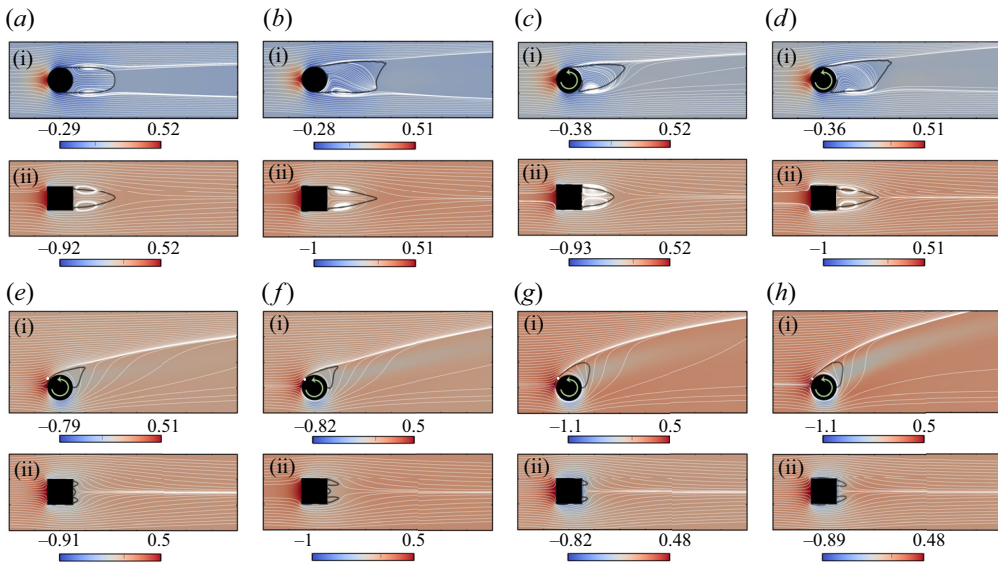 (a) (b) (c) (d)
(i) (i) (i) (i)
−0.29 0.52 −0.28 0.51 −0.38 0.52 −0.36 0.51
(ii) (ii) (ii) (ii)
−0.92 0.52 −1 0.51 −0.93 0.52 −1 0.51
(e) (f) (g) (h)
(i) (i) (i) (i)
−0.79 0.51 −0.82 0.5 −1.1 0.5 −1.1 0.5
(ii) (ii) (ii) (ii)
−0.91 0.5 −1 0.5 −0.82 0.48 −0.89 0.48